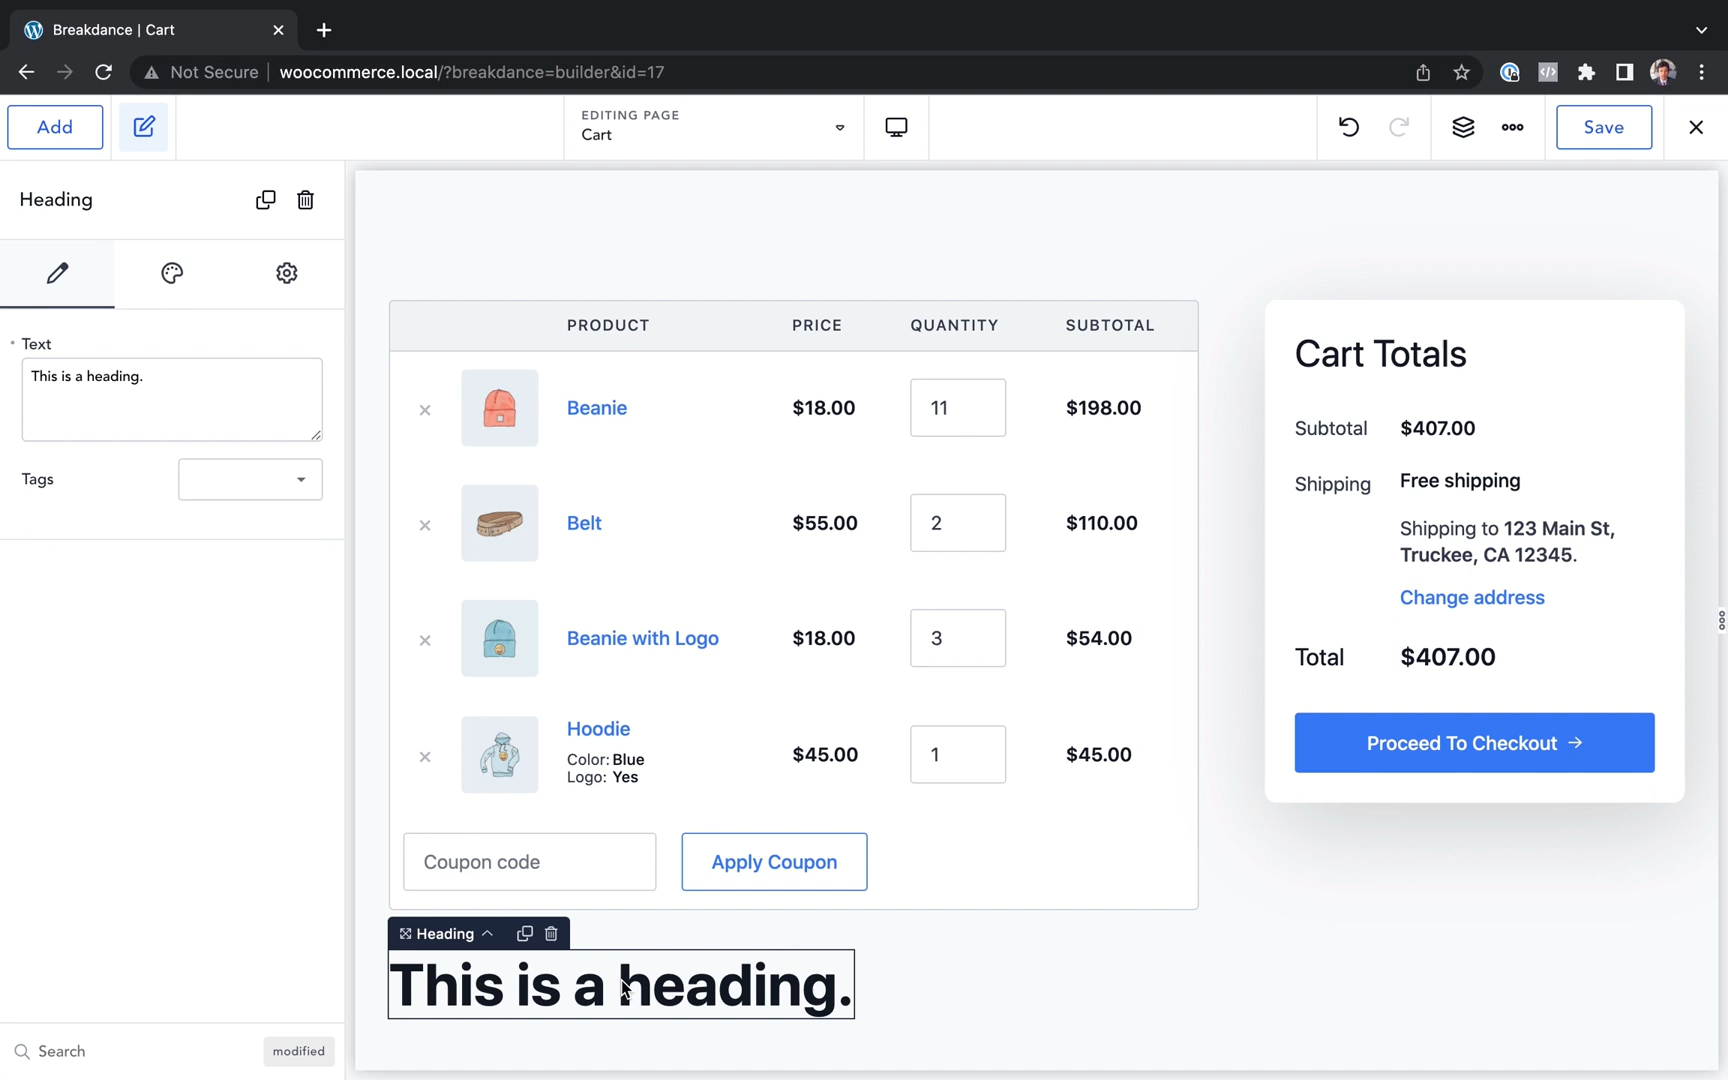 Breakdance | Cart
Not Secure
woocommerce.local/?breakdance=builder&id=17
Add
EDITING PAGE
Cart
Save
Heading
Text
This is a heading.
Tags
Search
modified
PRODUCT PRICE QUANTITY SUBTOTAL
× Beanie $18.00 11 $198.00
× Belt $55.00 2 $110.00
× Beanie with Logo $18.00 3 $54.00
× Hoodie $45.00 1 $45.00
Color: Blue
Logo: Yes
Coupon code
Apply Coupon
Heading
This is a heading.
Cart Totals
Subtotal $407.00
Shipping Free shipping
Shipping to 123 Main St,
Truckee, CA 12345.
Change address
Total $407.00
Proceed To Checkout →